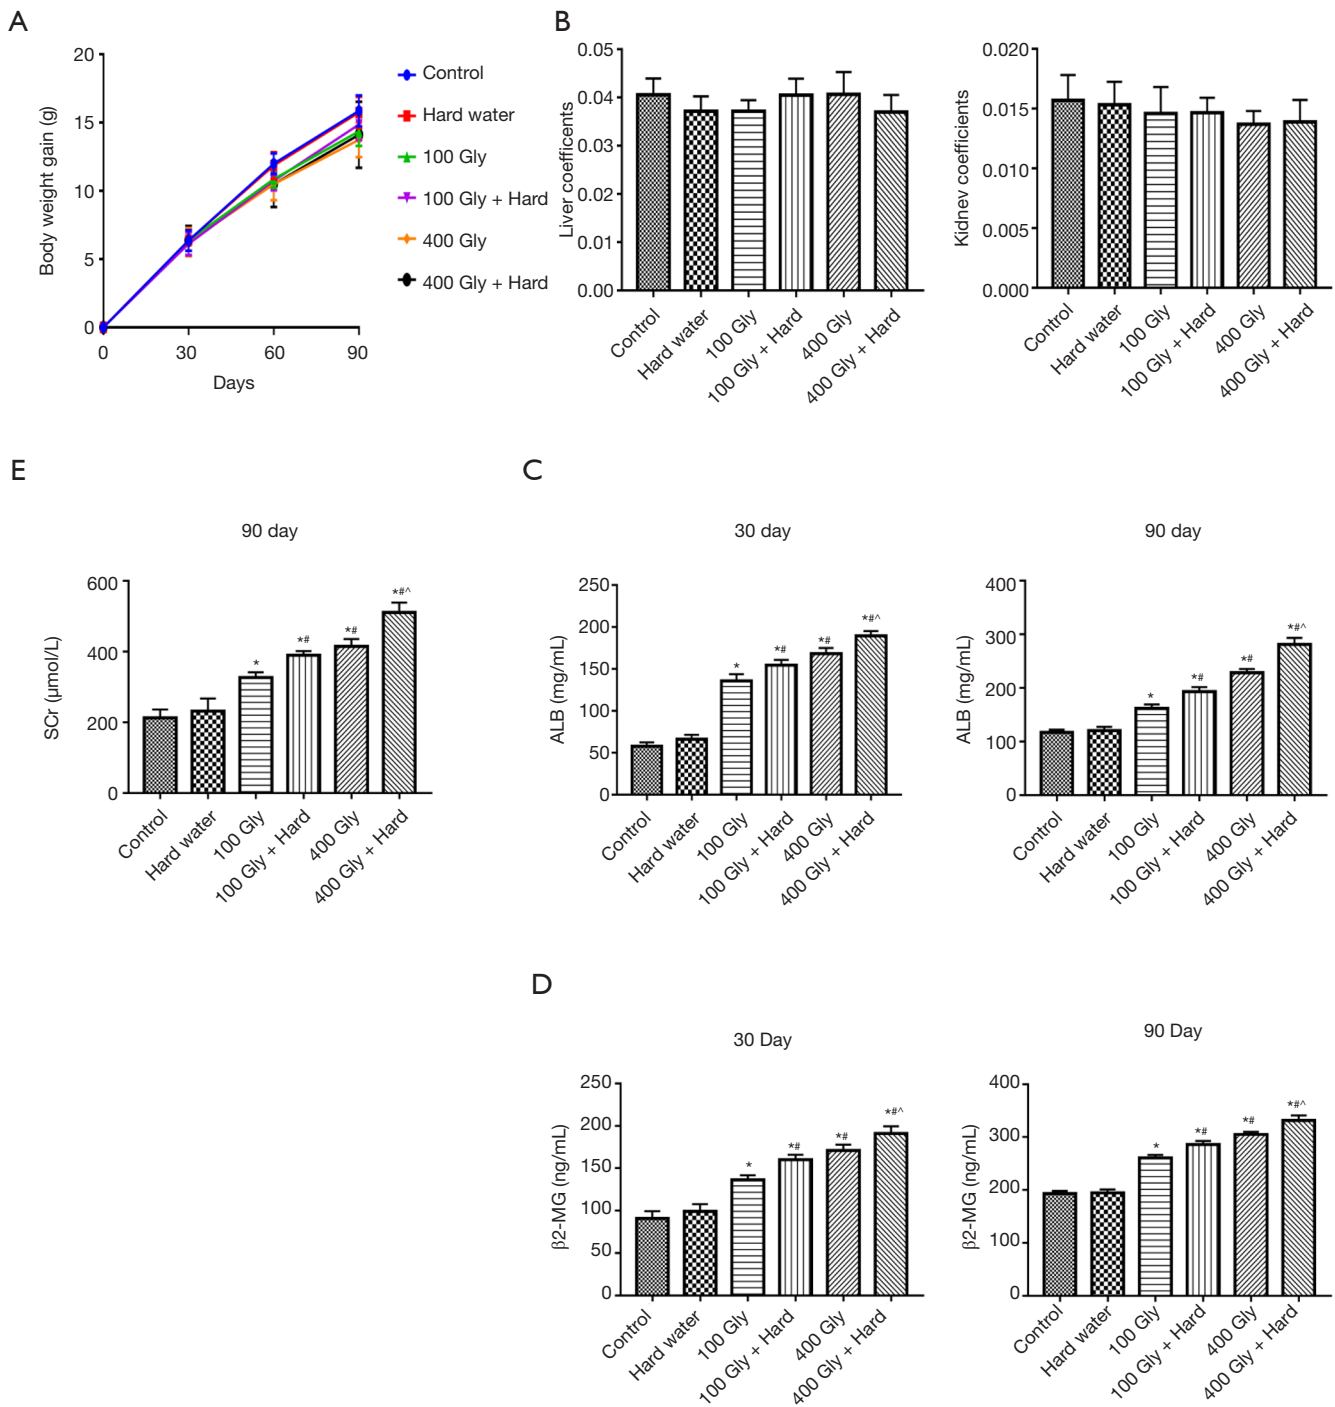 A
Body weight gain (g)
20
15
10
5
0
0 30 60 90
Days
Control
Hard water
100 Gly
100 Gly + Hard
400 Gly
400 Gly + Hard
B
Liver coefficents
0.05
0.04
0.03
0.02
0.01
0.00
Control
Hard water
100 Gly
100 Gly + Hard
400 Gly
400 Gly + Hard
Kidnev coefficients
0.020
0.015
0.010
0.005
0.000
Control
Hard water
100 Gly
100 Gly + Hard
400 Gly
400 Gly + Hard
E
90 day
SCr (μmol/L)
600
400
200
0
*
*#
*#
*#^
Control
Hard water
100 Gly
100 Gly + Hard
400 Gly
400 Gly + Hard
C
30 day
ALB (mg/mL)
250
200
150
100
50
0
*
*#
*#
*#^
Control
Hard water
100 Gly
100 Gly + Hard
400 Gly
400 Gly + Hard
90 day
ALB (mg/mL)
400
300
200
100
0
*
*#
*#
*#^
Control
Hard water
100 Gly
100 Gly + Hard
400 Gly
400 Gly + Hard
D
30 Day
β2-MG (ng/mL)
250
200
150
100
50
0
*
*#
*#
*#^
Control
Hard water
100 Gly
100 Gly + Hard
400 Gly
400 Gly + Hard
90 Day
β2-MG (ng/mL)
400
300
200
100
0
*
*#
*#
*#^
Control
Hard water
100 Gly
100 Gly + Hard
400 Gly
400 Gly + Hard